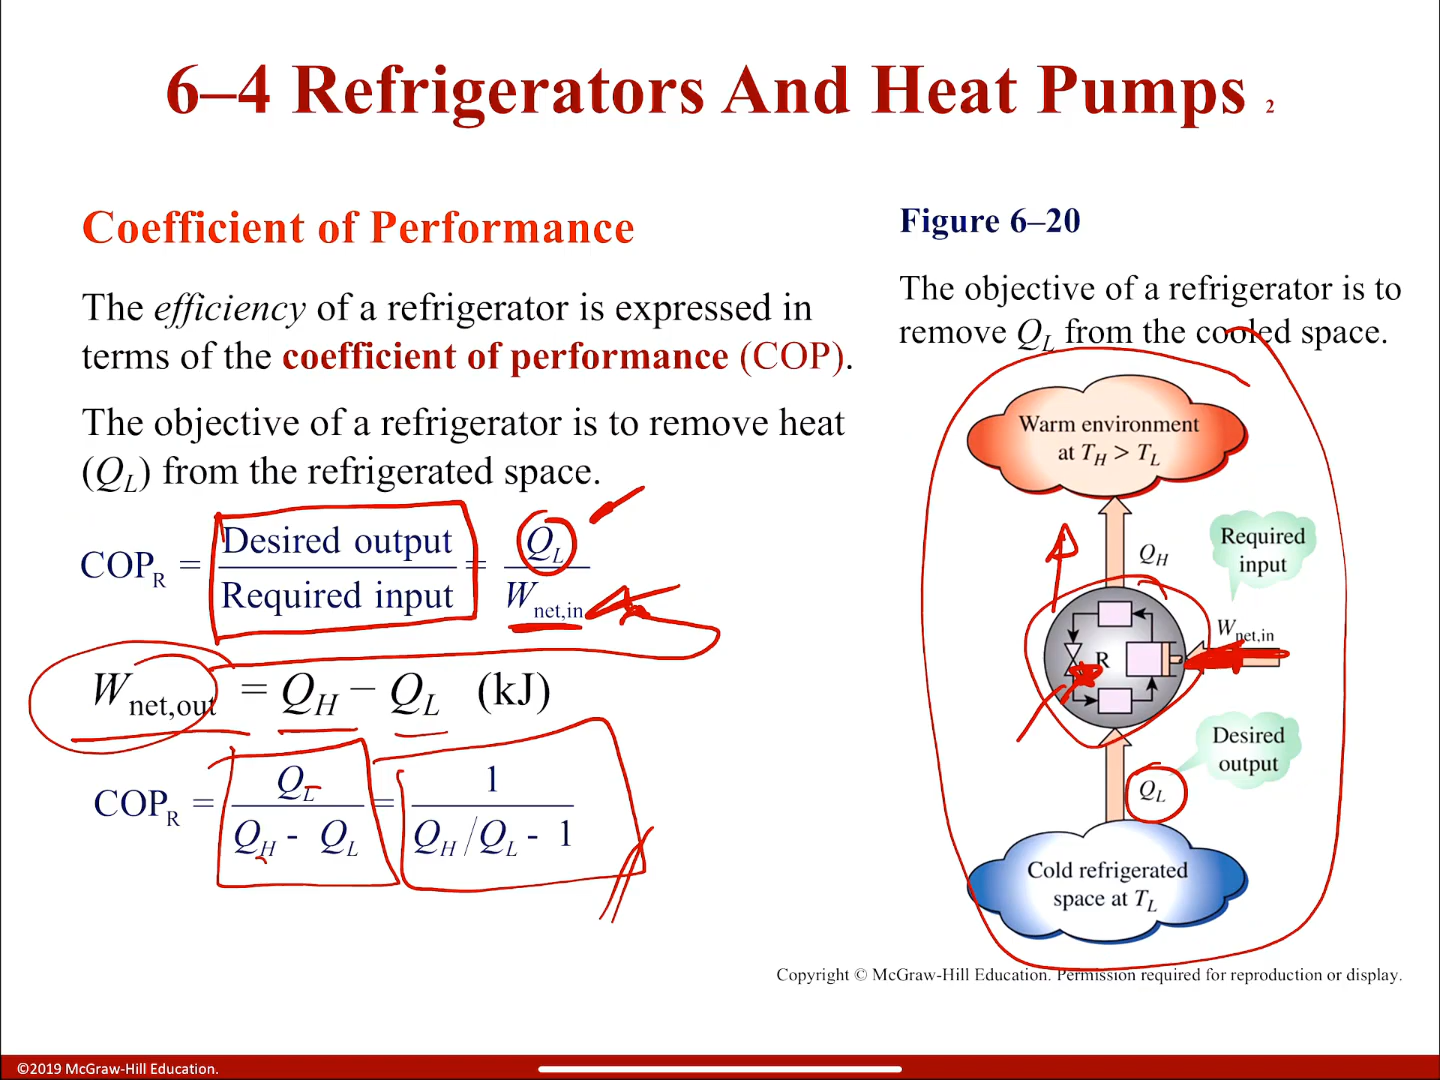 6–4 Refrigerators And Heat Pumps 2
Coefficient of Performance
The efficiency of a refrigerator is expressed in
terms of the coefficient of performance (COP).
The objective of a refrigerator is to remove heat
(Q_L) from the refrigerated space.
COP_R = Desired output / Required input = Q_L / W_net,in
W_net,out = Q_H − Q_L (kJ)
COP_R = Q_L / (Q_H - Q_L) = 1 / (Q_H/Q_L - 1)
Figure 6–20
The objective of a refrigerator is to
remove Q_L from the cooled space.
Warm environment
at T_H > T_L
Required
input
Q_H
W_net,in
R
Desired
output
Q_L
Cold refrigerated
space at T_L
Copyright © McGraw-Hill Education. Permission required for reproduction or display.
©2019 McGraw-Hill Education.